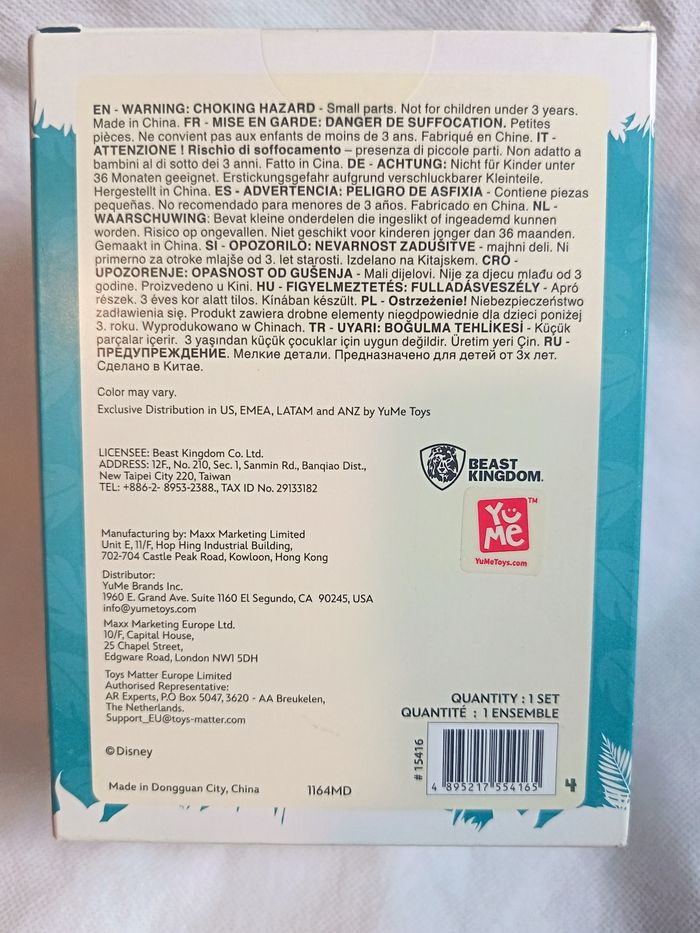 EN - WARNING: CHOKING HAZARD - Small parts. Not for children under 3 years.
Made in China. FR - MISE EN GARDE: DANGER DE SUFFOCATION. Petites
pièces. Ne convient pas aux enfants de moins de 3 ans. Fabriqué en Chine. IT -
ATTENZIONE ! Rischio di soffocamento – presenza di piccole parti. Non adatto a
bambini al di sotto dei 3 anni. Fatto in Cina. DE - ACHTUNG: Nicht für Kinder unter
36 Monaten geeignet. Erstickungsgefahr aufgrund verschluckbarer Kleinteile.
Hergestellt in China. ES - ADVERTENCIA: PELIGRO DE ASFIXIA - Contiene piezas
pequeñas. No recomendado para menores de 3 años. Fabricado en China. NL -
WAARSCHUWING: Bevat kleine onderdelen die ingeslikt of ingeademd kunnen
worden. Risico op ongevallen. Niet geschikt voor kinderen jonger dan 36 maanden.
Gemaakt in China. SI - OPOZORILO: NEVARNOST ZADUŠITVE - majhni deli. Ni
primerno za otroke mlajše od 3. let starosti. Izdelano na Kitajskem. CRO -
UPOZORENJE: OPASNOST OD GUŠENJA - Mali dijelovi. Nije za djecu mlađu od 3
godine. Proizvedeno u Kini. HU - FIGYELMEZTETÉS: FULLADÁSVESZÉLY - Apró
részek. 3 éves kor alatt tilos. Kínában készült. PL - Ostrzeżenie! Niebezpieczeństwo
zadławienia się. Produkt zawiera drobne elementy nieodpowiednie dla dzieci poniżej
3. roku. Wyprodukowano w Chinach. TR - UYARI: BOĞULMA TEHLİKESİ - Küçük
parçalar içerir. 3 yaşından küçük çocuklar için uygun değildir. Üretim yeri Çin. RU -
ПРЕДУПРЕЖДЕНИЕ. Мелкие детали. Предназначено для детей от 3х лет.
Сделано в Китае.
Color may vary.
Exclusive Distribution in US, EMEA, LATAM and ANZ by YuMe Toys
LICENSEE: Beast Kingdom Co. Ltd.
ADDRESS: 12F., No. 210, Sec. 1, Sanmin Rd., Banqiao Dist.,
New Taipei City 220, Taiwan
TEL: +886-2- 8953-2388., TAX ID No. 29133182
BEAST
KINGDOM.
YuMe
TM
YuMeToys.com
Manufacturing by: Maxx Marketing Limited
Unit E, 11/F, Hop Hing Industrial Building,
702-704 Castle Peak Road, Kowloon, Hong Kong
Distributor:
YuMe Brands Inc.
1960 E. Grand Ave. Suite 1160 El Segundo, CA 90245, USA
info@yumetoys.com
Maxx Marketing Europe Ltd.
10/F, Capital House,
25 Chapel Street,
Edgware Road, London NW1 5DH
Toys Matter Europe Limited
Authorised Representative:
AR Experts, P.O Box 5047, 3620 - AA Breukelen,
The Netherlands.
Support_EU@toys-matter.com
QUANTITY : 1 SET
QUANTITÉ : 1 ENSEMBLE
# 15416
4 895217 554165
4
©Disney
Made in Dongguan City, China
1164MD